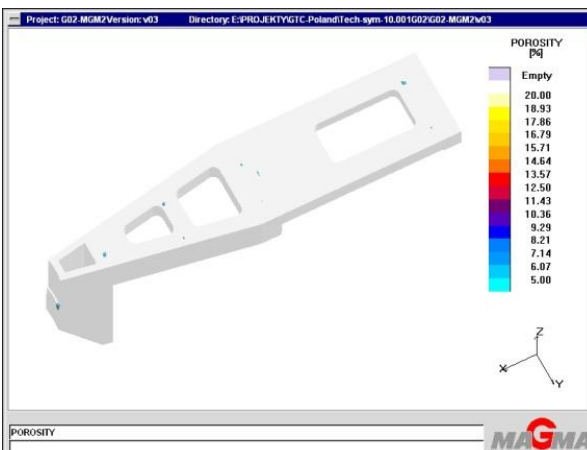 Project: G02-MGM2Version: v03 Directory: E:\PROJEKTY\GTC-Poland\Tech-sym-10.001G02\G02-MGM2\v03
POROSITY
[%]
Empty
20.00
18.93
17.86
16.79
15.71
14.64
13.57
12.50
11.43
10.36
9.29
8.21
7.14
6.07
5.00
Z
X
Y
POROSITY
MAGMA